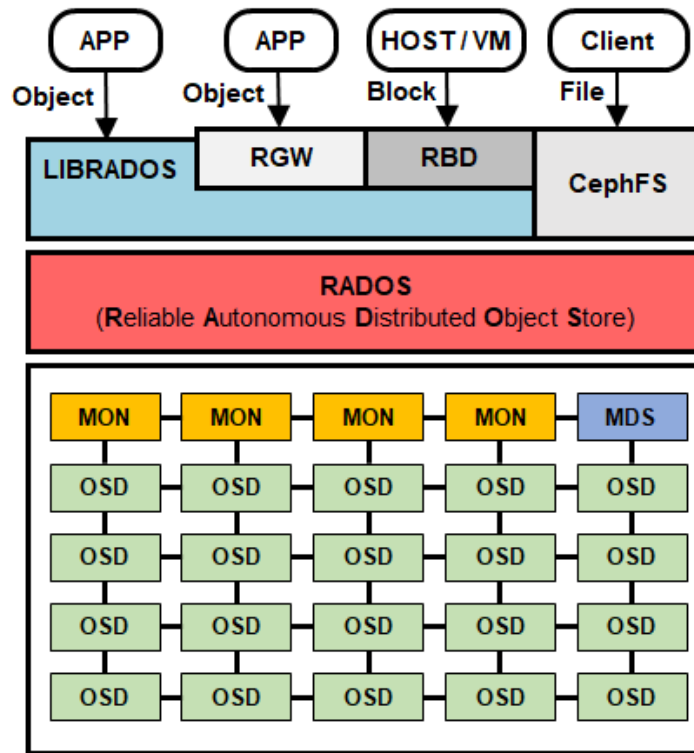 APP APP HOST / VM Client
Object Object Block File
LIBRADOS RGW RBD CephFS
RADOS
(Reliable Autonomous Distributed Object Store)
MON MON MON MON MDS
OSD OSD OSD OSD OSD
OSD OSD OSD OSD OSD
OSD OSD OSD OSD OSD
OSD OSD OSD OSD OSD